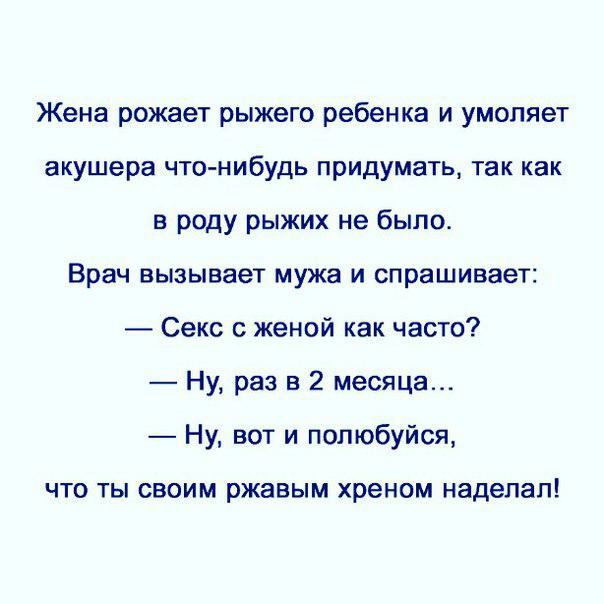 Жена рожает рыжего ребенка и умоляет
акушера что-нибудь придумать, так как
в роду рыжих не было.
Врач вызывает мужа и спрашивает:
— Секс с женой как часто?
— Ну, раз в 2 месяца...
— Ну, вот и полюбуйся,
что ты своим ржавым хреном наделал!